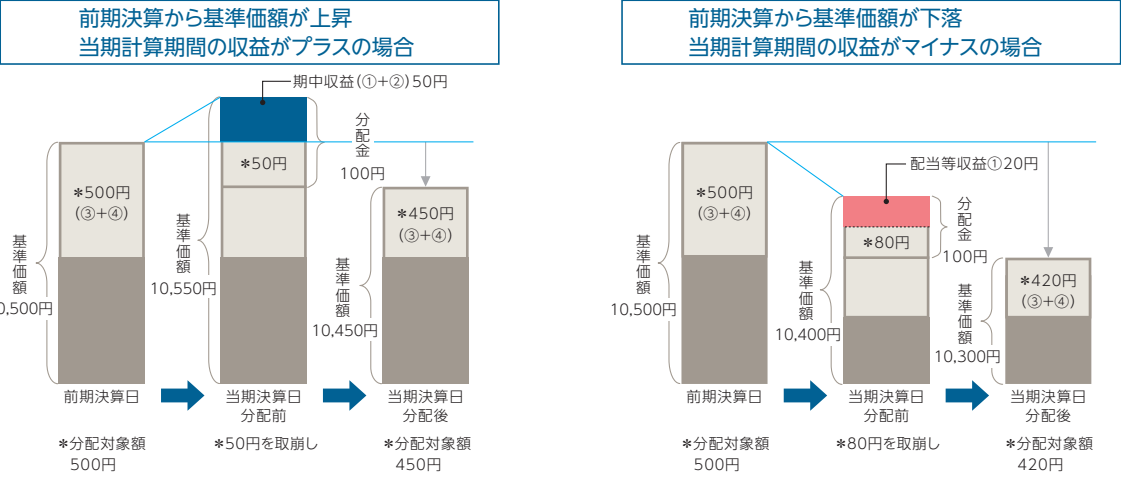 前期決算から基準価額が上昇
当期計算期間の収益がプラスの場合
期中収益(①+②)50円
分配金
100円
*50円
*500円
(③+④)
*450円
(③+④)
基準価額
0,500円
基準価額
10,550円
基準価額
10,450円
前期決算日
当期決算日
分配前
当期決算日
分配後
*分配対象額
500円
*50円を取崩し
*分配対象額
450円
前期決算から基準価額が下落
当期計算期間の収益がマイナスの場合
配当等収益①20円
*500円
(③+④)
分配金
100円
*80円
*420円
(③+④)
基準価額
10,500円
基準価額
10,400円
基準価額
10,300円
前期決算日
当期決算日
分配前
当期決算日
分配後
*分配対象額
500円
*80円を取崩し
*分配対象額
420円